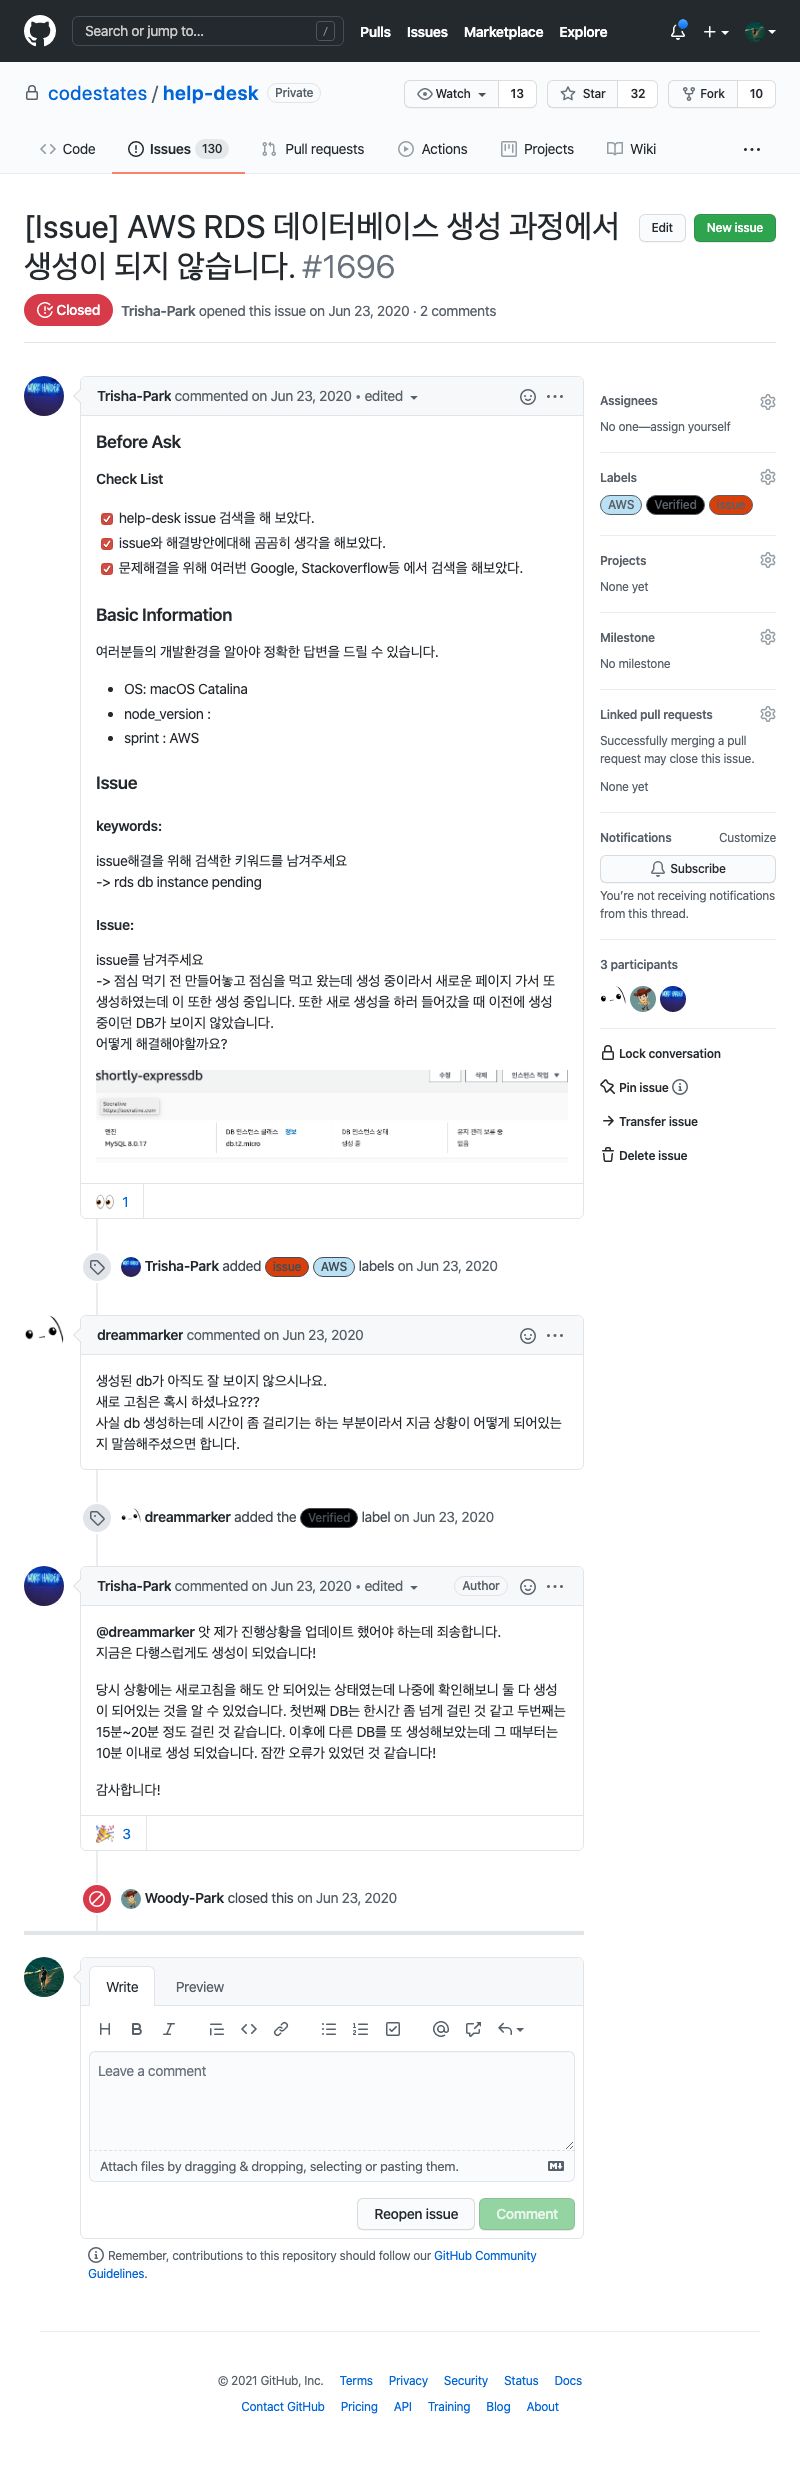 Search or jump to... /
Pulls Issues Marketplace Explore
codestates / help-desk Private
Watch 13 Star 32 Fork 10
Code Issues 130 Pull requests Actions Projects Wiki ...
[Issue] AWS RDS 데이터베이스 생성 과정에서
생성이 되지 않습니다. #1696
Edit New issue
Closed Trisha-Park opened this issue on Jun 23, 2020 · 2 comments
Trisha-Park commented on Jun 23, 2020 • edited
Before Ask
Check List
help-desk issue 검색을 해 보았다.
issue와 해결방안에대해 곰곰히 생각을 해보았다.
문제해결을 위해 여러번 Google, Stackoverflow등 에서 검색을 해보았다.
Basic Information
여러분들의 개발환경을 알아야 정확한 답변을 드릴 수 있습니다.
• OS: macOS Catalina
• node_version :
• sprint : AWS
Issue
keywords:
issue해결을 위해 검색한 키워드를 남겨주세요
-> rds db instance pending
Issue:
issue를 남겨주세요
-> 점심 먹기 전 만들어놓고 점심을 먹고 왔는데 생성 중이라서 새로운 페이지 가서 또
생성하였는데 이 또한 생성 중입니다. 또한 새로 생성을 하러 들어갔을 때 이전에 생성
중이던 DB가 보이지 않았습니다.
어떻게 해결해야할까요?
shortly-expressdb 수정 삭제 인스턴스 작업 ▼
Socrative
https://socrative.com
엔진 DB 인스턴스 클래스 정보 DB 인스턴스 상태 유지 관리 보류 중
MySQL 8.0.17 db.t2.micro 생성 중 없음
1
Trisha-Park added issue AWS labels on Jun 23, 2020
dreammarker commented on Jun 23, 2020
생성된 db가 아직도 잘 보이지 않으시나요.
새로 고침은 혹시 하셨나요???
사실 db 생성하는데 시간이 좀 걸리기는 하는 부분이라서 지금 상황이 어떻게 되어있는
지 말씀해주셨으면 합니다.
dreammarker added the Verified label on Jun 23, 2020
Trisha-Park commented on Jun 23, 2020 • edited Author
@dreammarker 앗 제가 진행상황을 업데이트 했어야 하는데 죄송합니다.
지금은 다행스럽게도 생성이 되었습니다!
당시 상황에는 새로고침을 해도 안 되어있는 상태였는데 나중에 확인해보니 둘 다 생성
이 되어있는 것을 알 수 있었습니다. 첫번째 DB는 한시간 좀 넘게 걸린 것 같고 두번째는
15분~20분 정도 걸린 것 같습니다. 이후에 다른 DB를 또 생성해보았는데 그 때부터는
10분 이내로 생성 되었습니다. 잠깐 오류가 있었던 것 같습니다!
감사합니다!
3
Woody-Park closed this on Jun 23, 2020
Assignees
No one—assign yourself
Labels
AWS Verified issue
Projects
None yet
Milestone
No milestone
Linked pull requests
Successfully merging a pull
request may close this issue.
None yet
Notifications Customize
Subscribe
You're not receiving notifications
from this thread.
3 participants
Lock conversation
Pin issue
Transfer issue
Delete issue
Write Preview
H B I
Leave a comment
Attach files by dragging & dropping, selecting or pasting them.
Reopen issue Comment
Remember, contributions to this repository should follow our GitHub Community
Guidelines.
© 2021 GitHub, Inc. Terms Privacy Security Status Docs
Contact GitHub Pricing API Training Blog About